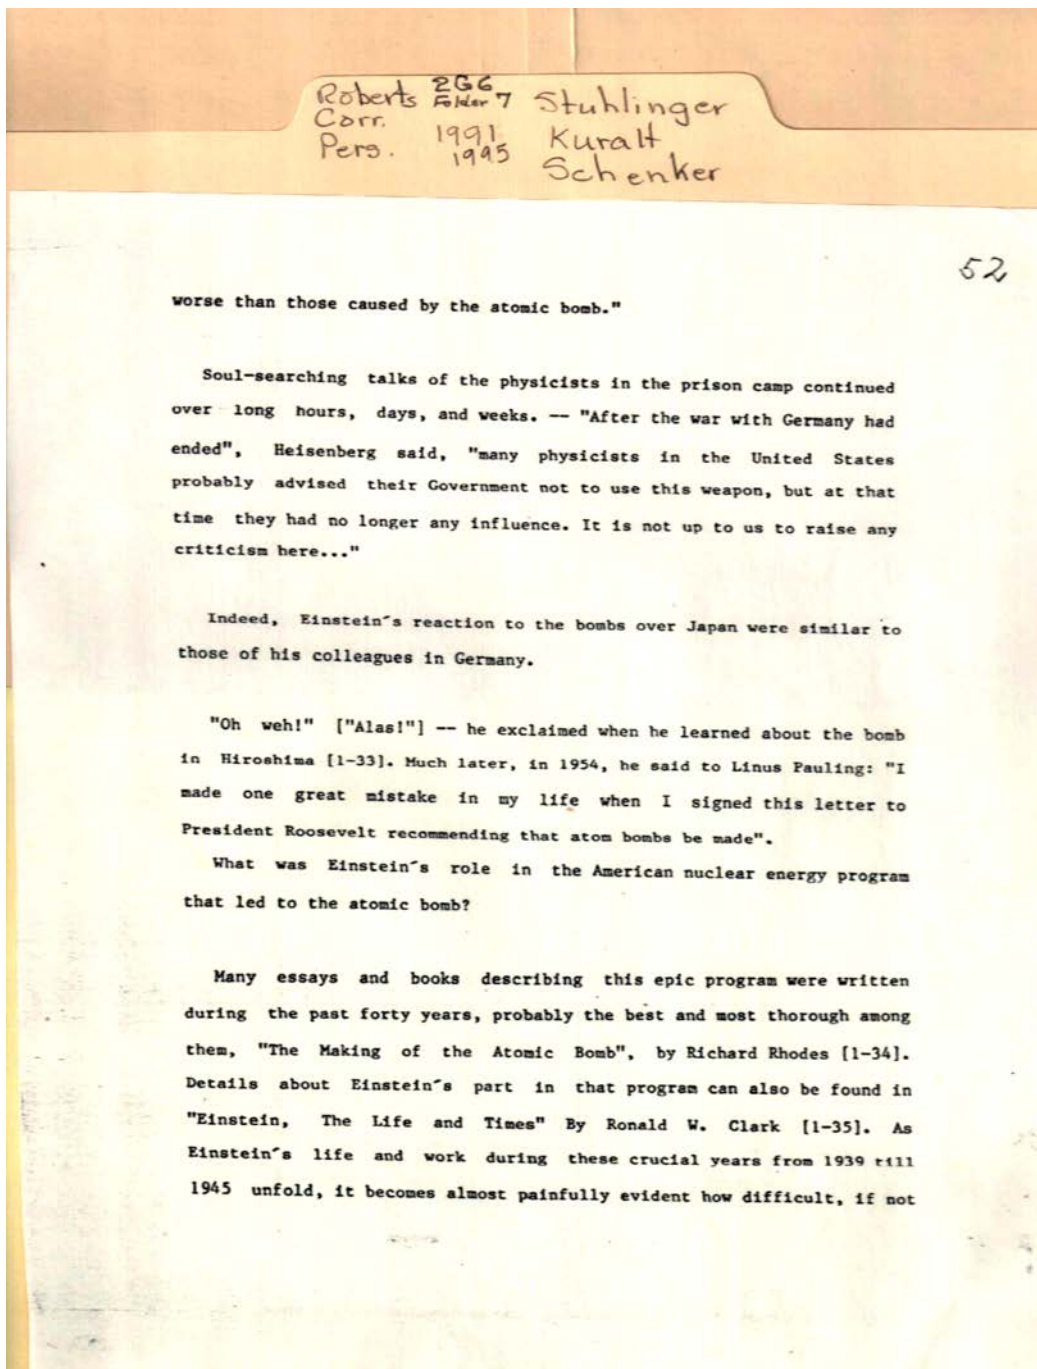 Roberts 2G6 Folder 7 Stuhlinger
Corr. 1991 Kuralt
Pers. 1995 Schenker
52
worse than those caused by the atomic bomb."
Soul-searching talks of the physicists in the prison camp continued
over long hours, days, and weeks. -- "After the war with Germany had
ended", Heisenberg said, "many physicists in the United States
probably advised their Government not to use this weapon, but at that
time they had no longer any influence. It is not up to us to raise any
criticism here..."
Indeed, Einstein's reaction to the bombs over Japan were similar to
those of his colleagues in Germany.
"Oh weh!" ["Alas!"] -- he exclaimed when he learned about the bomb
in Hiroshima [1-33]. Much later, in 1954, he said to Linus Pauling: "I
made one great mistake in my life when I signed this letter to
President Roosevelt recommending that atom bombs be made".
What was Einstein's role in the American nuclear energy program
that led to the atomic bomb?
Many essays and books describing this epic program were written
during the past forty years, probably the best and most thorough among
them, "The Making of the Atomic Bomb", by Richard Rhodes [1-34].
Details about Einstein's part in that program can also be found in
"Einstein, The Life and Times" By Ronald W. Clark [1-35]. As
Einstein's life and work during these crucial years from 1939 till
1945 unfold, it becomes almost painfully evident how difficult, if not